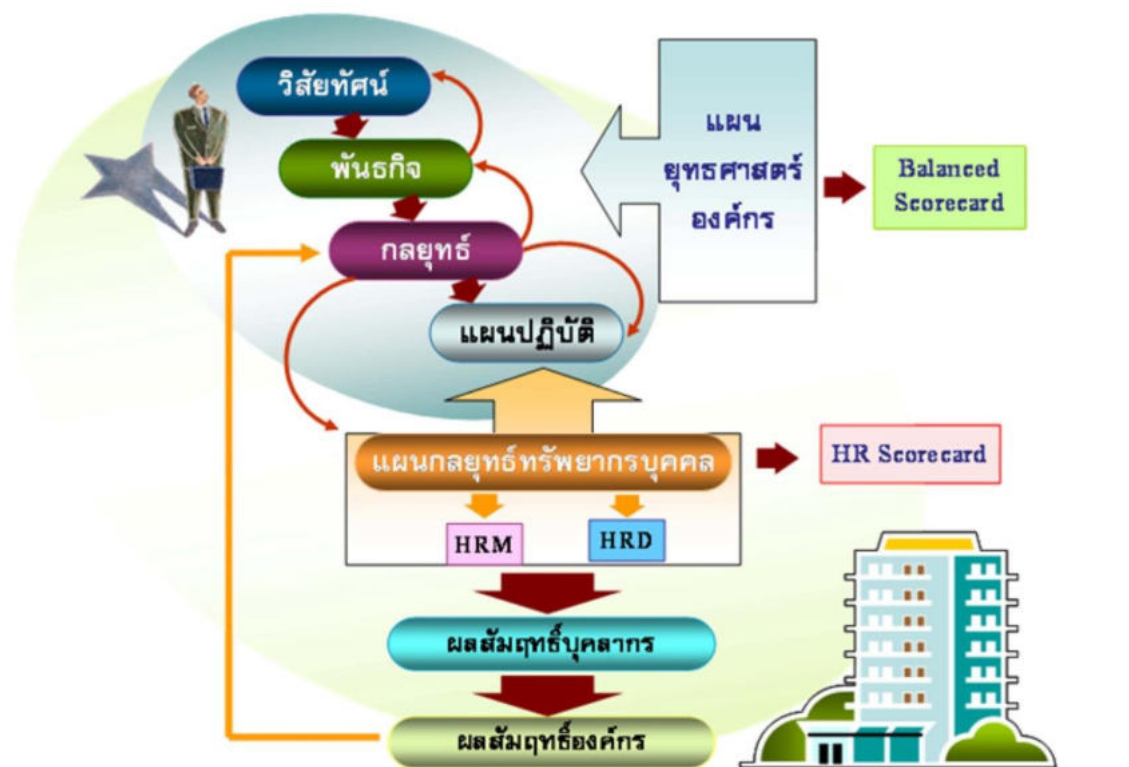 วิสัยทัศน์
พันธกิจ
กลยุทธ์
แผนปฏิบัติ
แผน
ยุทธศาสตร์
องค์กร
Balanced
Scorecard
แผนกลยุทธ์ทรัพยากรบุคคล
HR Scorecard
HRM
HRD
ผลสัมฤทธิ์บุคลากร
ผลสัมฤทธิ์องค์กร